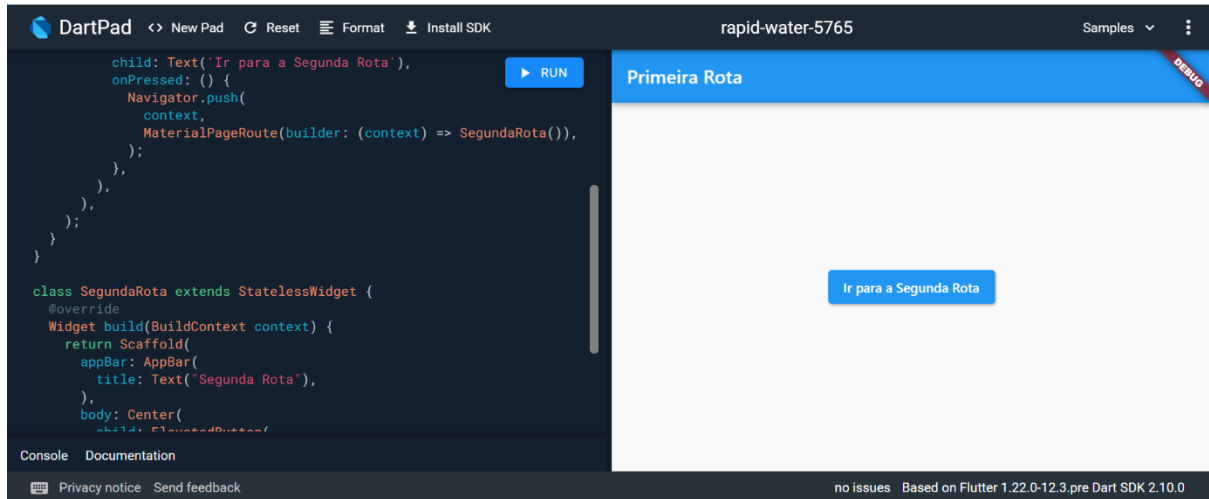 DartPad <> New Pad Reset Format Install SDK rapid-water-5765 Samples
child: Text('Ir para a Segunda Rota'),
onPressed: () {
Navigator.push(
context,
MaterialPageRoute(builder: (context) => SegundaRota()),
);
},
),
),
);
}
}
class SegundaRota extends StatelessWidget {
@override
Widget build(BuildContext context) {
return Scaffold(
appBar: AppBar(
title: Text("Segunda Rota"),
),
body: Center(
child: ElevatedButton(
RUN
Primeira Rota
DEBUG
Ir para a Segunda Rota
Console Documentation
Privacy notice Send feedback no issues Based on Flutter 1.22.0-12.3.pre Dart SDK 2.10.0